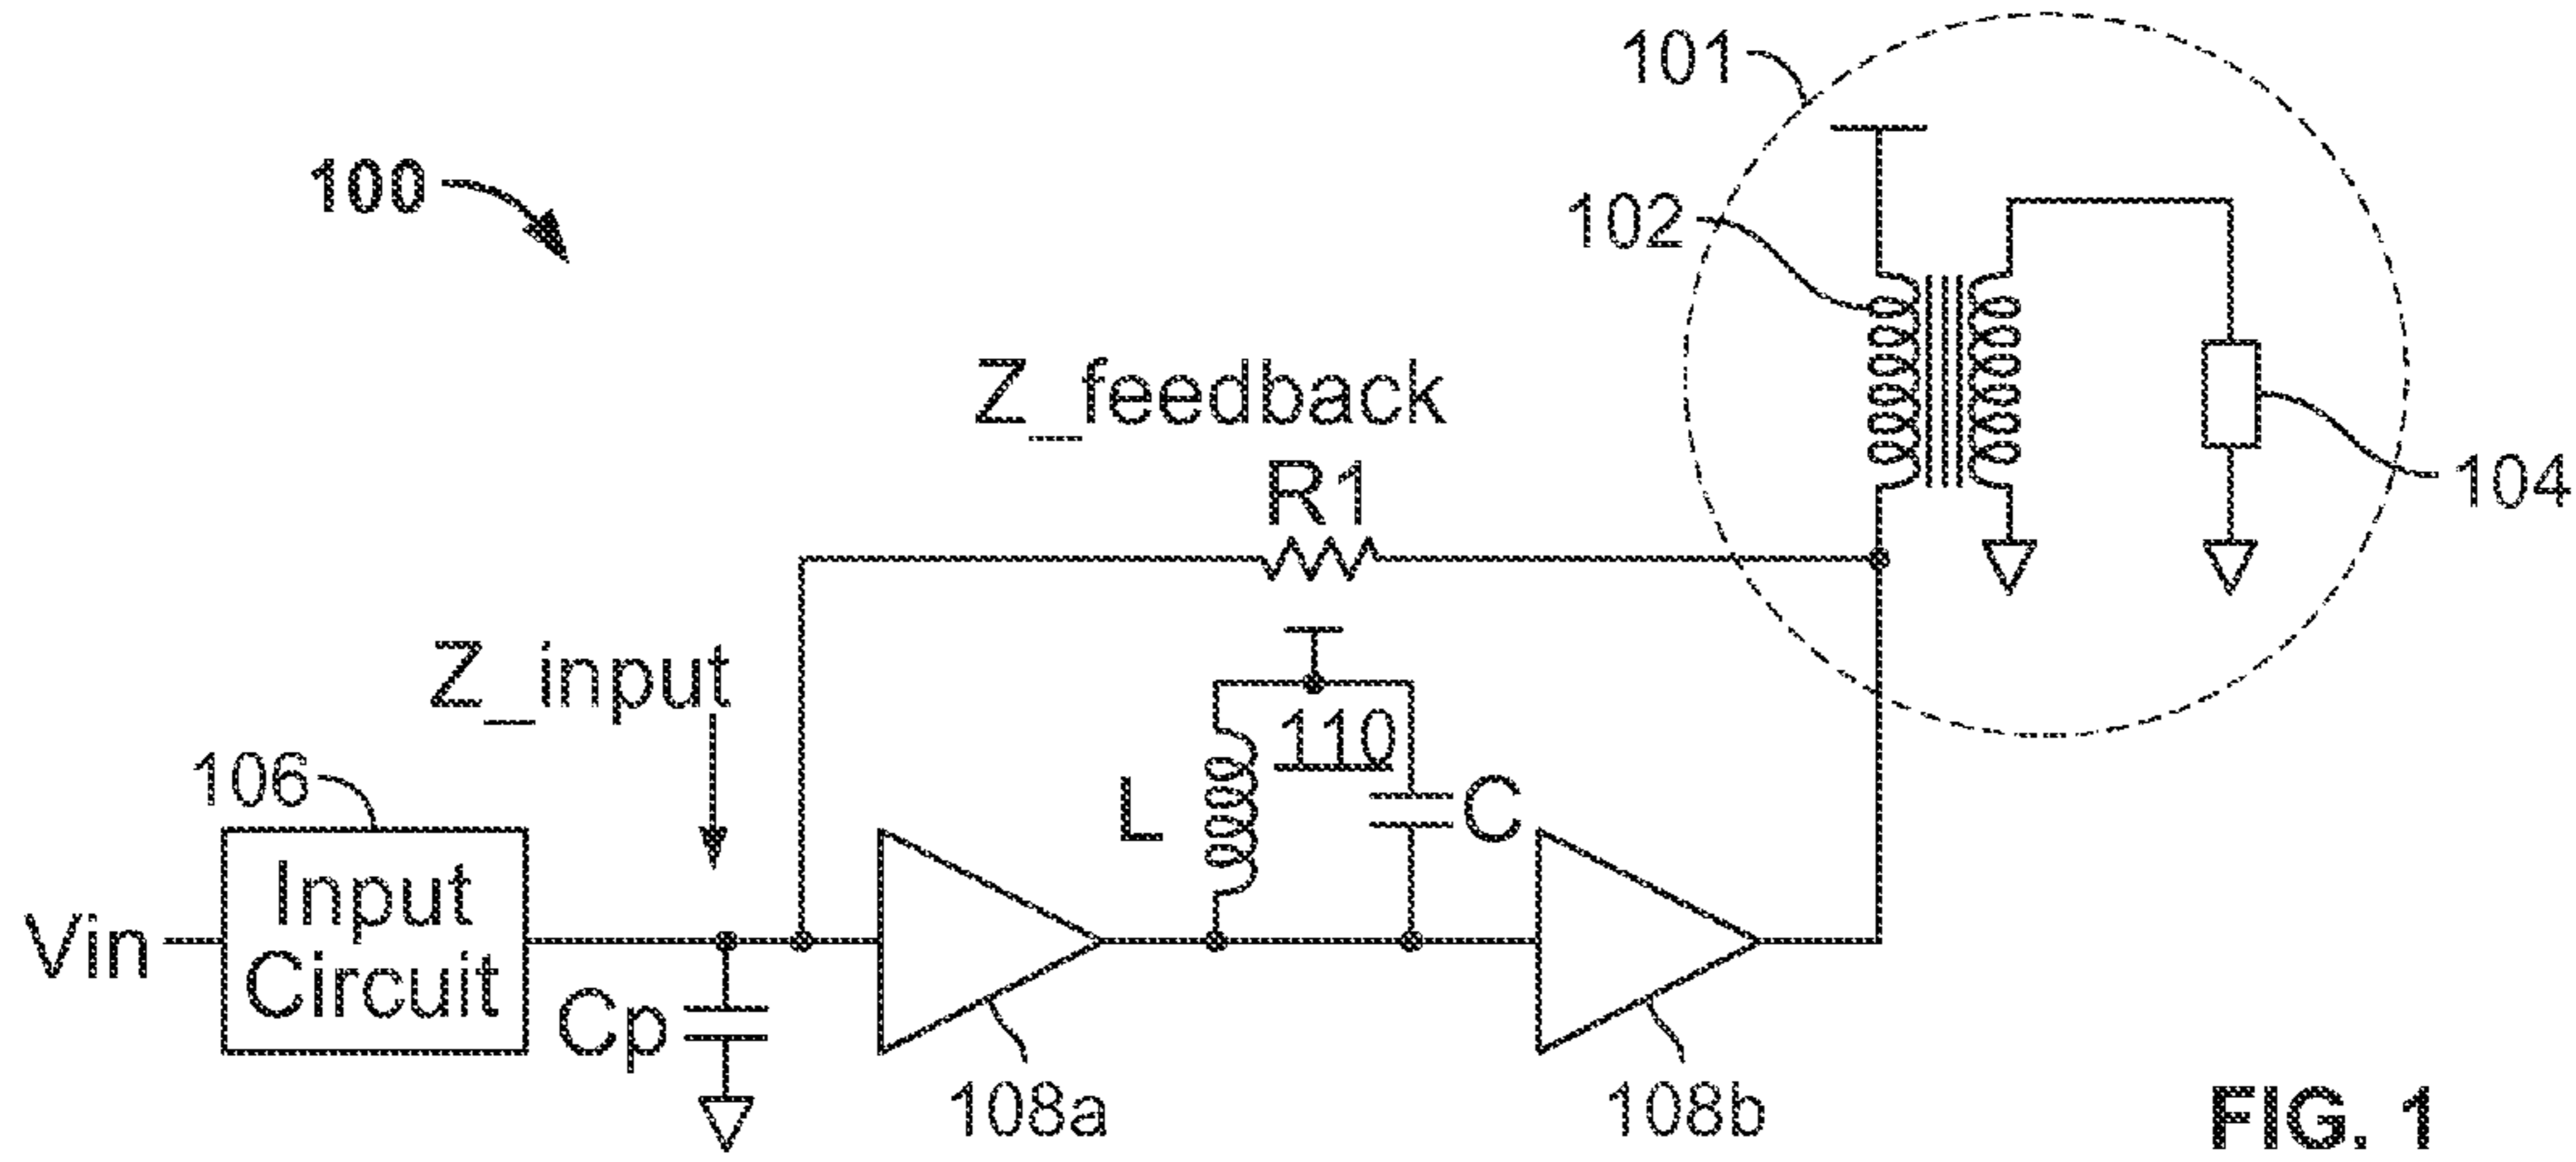 101
100
102
Z_feedback
R1
104
Z_input
110
106
L
C
Input
Circuit
Vin
Cp
108a
108b
FIG. 1